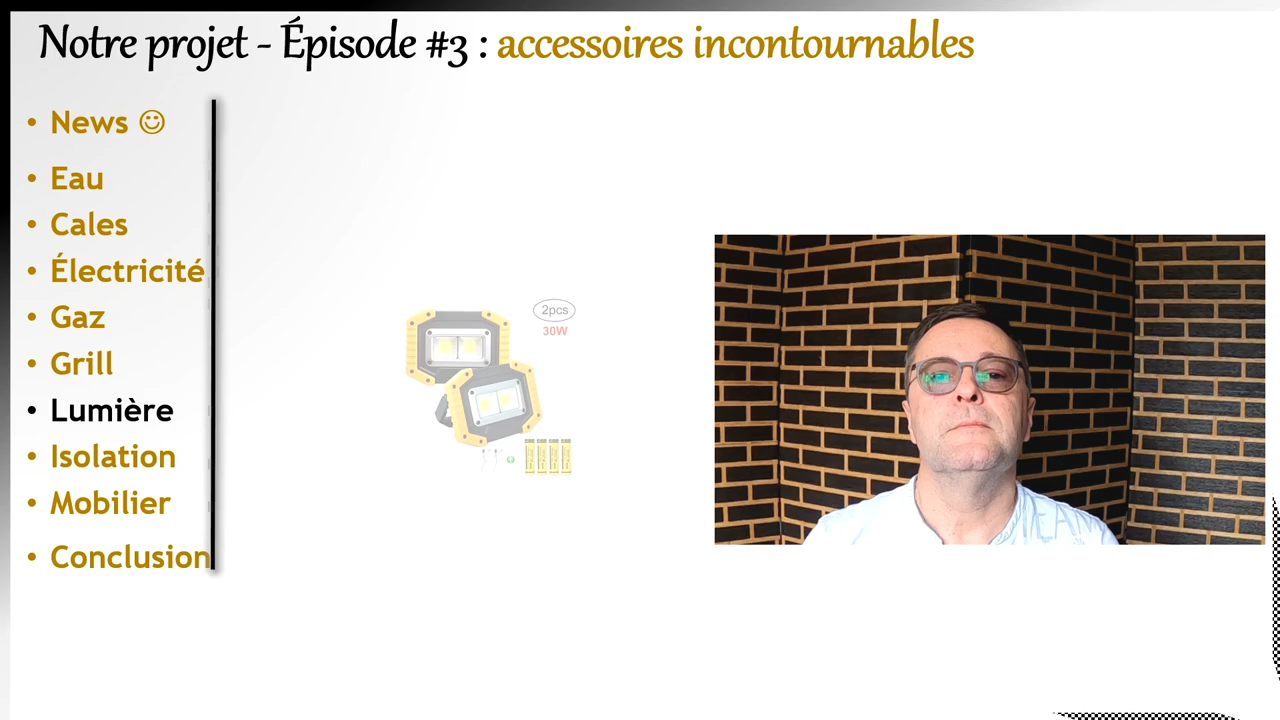 Notre projet - Épisode #3 : accessoires incontournables
• News ☺
• Eau
• Cales
• Électricité
• Gaz
• Grill
• Lumière
• Isolation
• Mobilier
• Conclusion
2pcs
30W